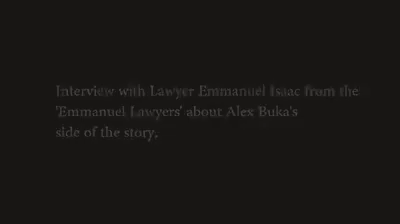 Interview with Lawyer Emmanuel Isaac from the
'Emmanuel Lawyers' about Alex Buka's
side of the story.